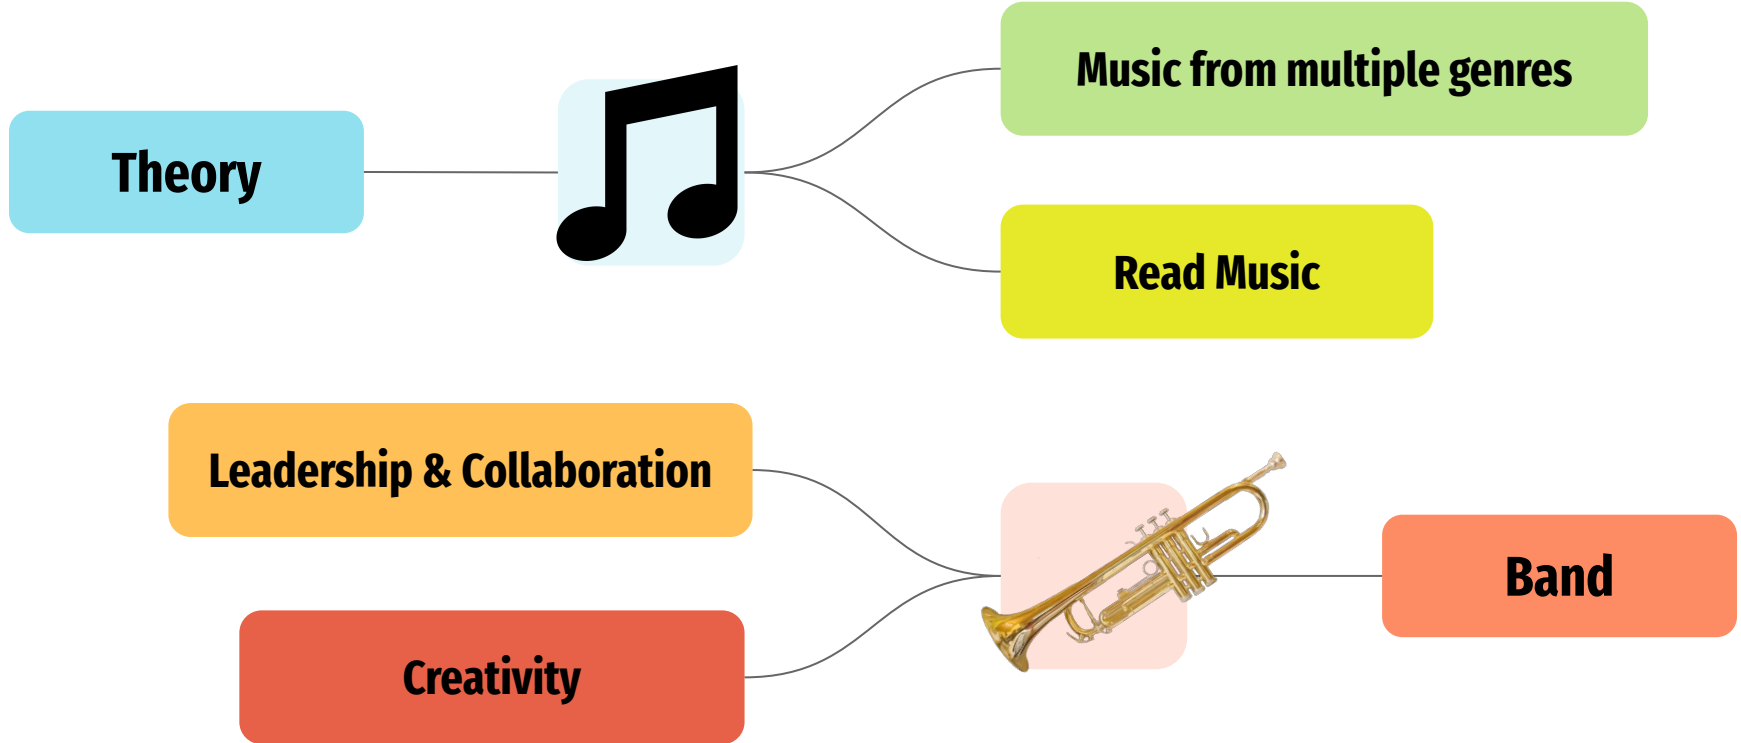 Theory
Music from multiple genres
Read Music
Leadership & Collaboration
Creativity
Band